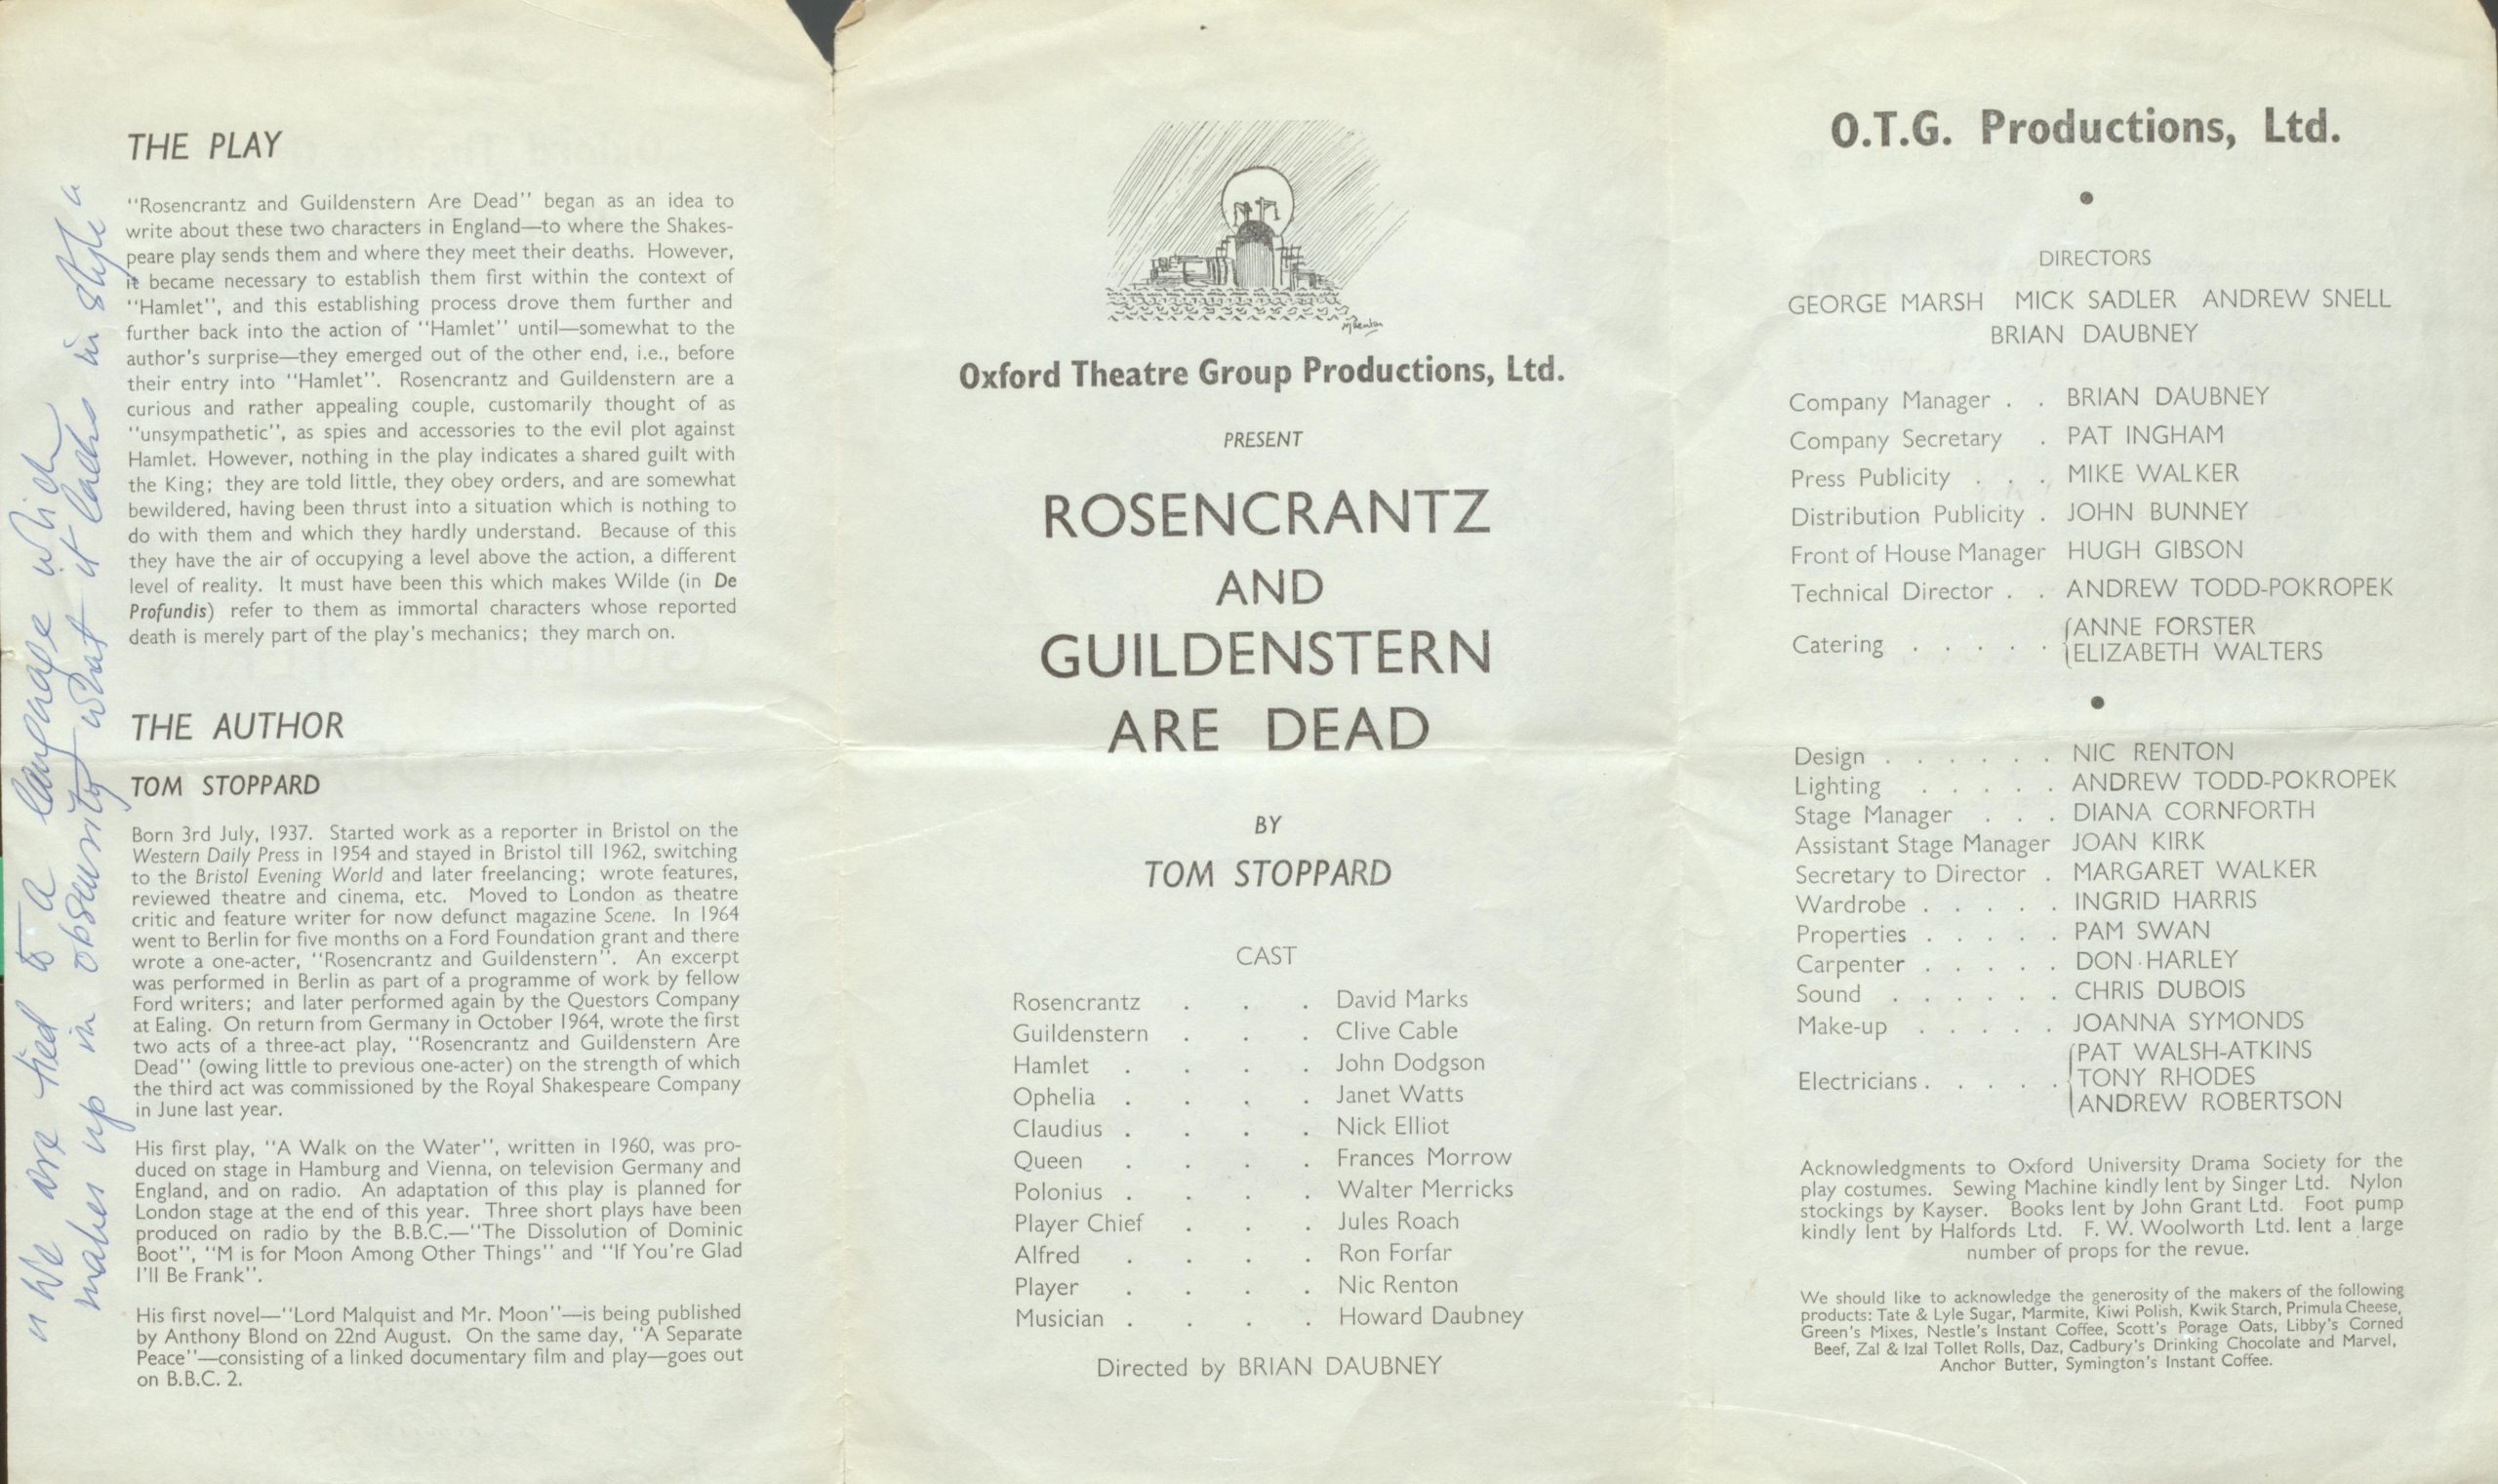 "We are tied to a language which
makes up in obscurity what it lacks in style"
THE PLAY
"Rosencrantz and Guildenstern Are Dead" began as an idea to
write about these two characters in England—to where the Shakes-
peare play sends them and where they meet their deaths. However,
it became necessary to establish them first within the context of
"Hamlet", and this establishing process drove them further and
further back into the action of "Hamlet" until—somewhat to the
author's surprise—they emerged out of the other end, i.e., before
their entry into "Hamlet". Rosencrantz and Guildenstern are a
curious and rather appealing couple, customarily thought of as
"unsympathetic", as spies and accessories to the evil plot against
Hamlet. However, nothing in the play indicates a shared guilt with
the King; they are told little, they obey orders, and are somewhat
bewildered, having been thrust into a situation which is nothing to
do with them and which they hardly understand. Because of this
they have the air of occupying a level above the action, a different
level of reality. It must have been this which makes Wilde (in De
Profundis) refer to them as immortal characters whose reported
death is merely part of the play's mechanics; they march on.
THE AUTHOR
TOM STOPPARD
Born 3rd July, 1937. Started work as a reporter in Bristol on the
Western Daily Press in 1954 and stayed in Bristol till 1962, switching
to the Bristol Evening World and later freelancing; wrote features,
reviewed theatre and cinema, etc. Moved to London as theatre
critic and feature writer for now defunct magazine Scene. In 1964
went to Berlin for five months on a Ford Foundation grant and there
wrote a one-acter, "Rosencrantz and Guildenstern". An excerpt
was performed in Berlin as part of a programme of work by fellow
Ford writers; and later performed again by the Questors Company
at Ealing. On return from Germany in October 1964, wrote the first
two acts of a three-act play, "Rosencrantz and Guildenstern Are
Dead" (owing little to previous one-acter) on the strength of which
the third act was commissioned by the Royal Shakespeare Company
in June last year.
His first play, "A Walk on the Water", written in 1960, was pro-
duced on stage in Hamburg and Vienna, on television Germany and
England, and on radio. An adaptation of this play is planned for
London stage at the end of this year. Three short plays have been
produced on radio by the B.B.C.—"The Dissolution of Dominic
Boot", "M is for Moon Among Other Things" and "If You're Glad
I'll Be Frank".
His first novel—"Lord Malquist and Mr. Moon"—is being published
by Anthony Blond on 22nd August. On the same day, "A Separate
Peace"—consisting of a linked documentary film and play—goes out
on B.B.C. 2.
N Renton
Oxford Theatre Group Productions, Ltd.
PRESENT
ROSENCRANTZ
AND
GUILDENSTERN
ARE DEAD
BY
TOM STOPPARD
CAST
Rosencrantz . . . David Marks
Guildenstern . . . Clive Cable
Hamlet . . . . John Dodgson
Ophelia . . . . Janet Watts
Claudius . . . . Nick Elliot
Queen . . . . Frances Morrow
Polonius . . . . Walter Merricks
Player Chief . . . Jules Roach
Alfred . . . . Ron Forfar
Player . . . . Nic Renton
Musician . . . . Howard Daubney
Directed by BRIAN DAUBNEY
O.T.G. Productions, Ltd.
DIRECTORS
GEORGE MARSH MICK SADLER ANDREW SNELL
BRIAN DAUBNEY
Company Manager . . BRIAN DAUBNEY
Company Secretary . PAT INGHAM
Press Publicity . . . MIKE WALKER
Distribution Publicity . JOHN BUNNEY
Front of House Manager HUGH GIBSON
Technical Director . . ANDREW TODD-POKROPEK
Catering . . . . . ANNE FORSTER
ELIZABETH WALTERS
Design . . . . . . NIC RENTON
Lighting . . . . . ANDREW TODD-POKROPEK
Stage Manager . . . DIANA CORNFORTH
Assistant Stage Manager JOAN KIRK
Secretary to Director . MARGARET WALKER
Wardrobe . . . . . INGRID HARRIS
Properties . . . . . PAM SWAN
Carpenter . . . . . DON HARLEY
Sound . . . . . . CHRIS DUBOIS
Make-up . . . . . JOANNA SYMONDS
PAT WALSH-ATKINS
Electricians . . . . . TONY RHODES
ANDREW ROBERTSON
Acknowledgments to Oxford University Drama Society for the
play costumes. Sewing Machine kindly lent by Singer Ltd. Nylon
stockings by Kayser. Books lent by John Grant Ltd. Foot pump
kindly lent by Halfords Ltd. F. W. Woolworth Ltd. lent a large
number of props for the revue.
We should like to acknowledge the generosity of the makers of the following
products: Tate & Lyle Sugar, Marmite, Kiwi Polish, Kwik Starch, Primula Cheese,
Green's Mixes, Nestle's Instant Coffee, Scott's Porage Oats, Libby's Corned
Beef, Zal & Izal Tollet Rolls, Daz, Cadbury's Drinking Chocolate and Marvel,
Anchor Butter, Symington's Instant Coffee.